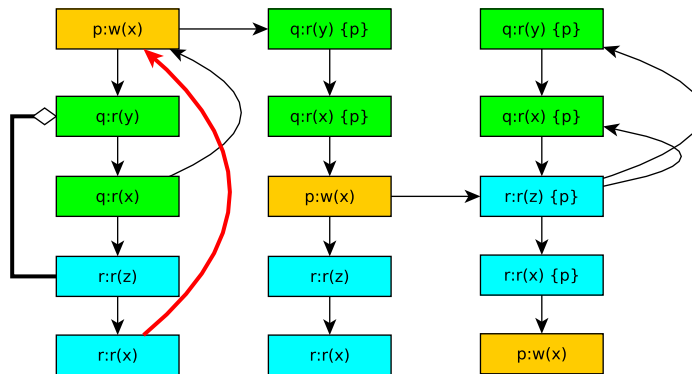 p:w(x)
q:r(y)
q:r(x)
r:r(z)
r:r(x)
q:r(y) {p}
q:r(x) {p}
p:w(x)
r:r(z)
r:r(x)
q:r(y) {p}
q:r(x) {p}
r:r(z) {p}
r:r(x) {p}
p:w(x)